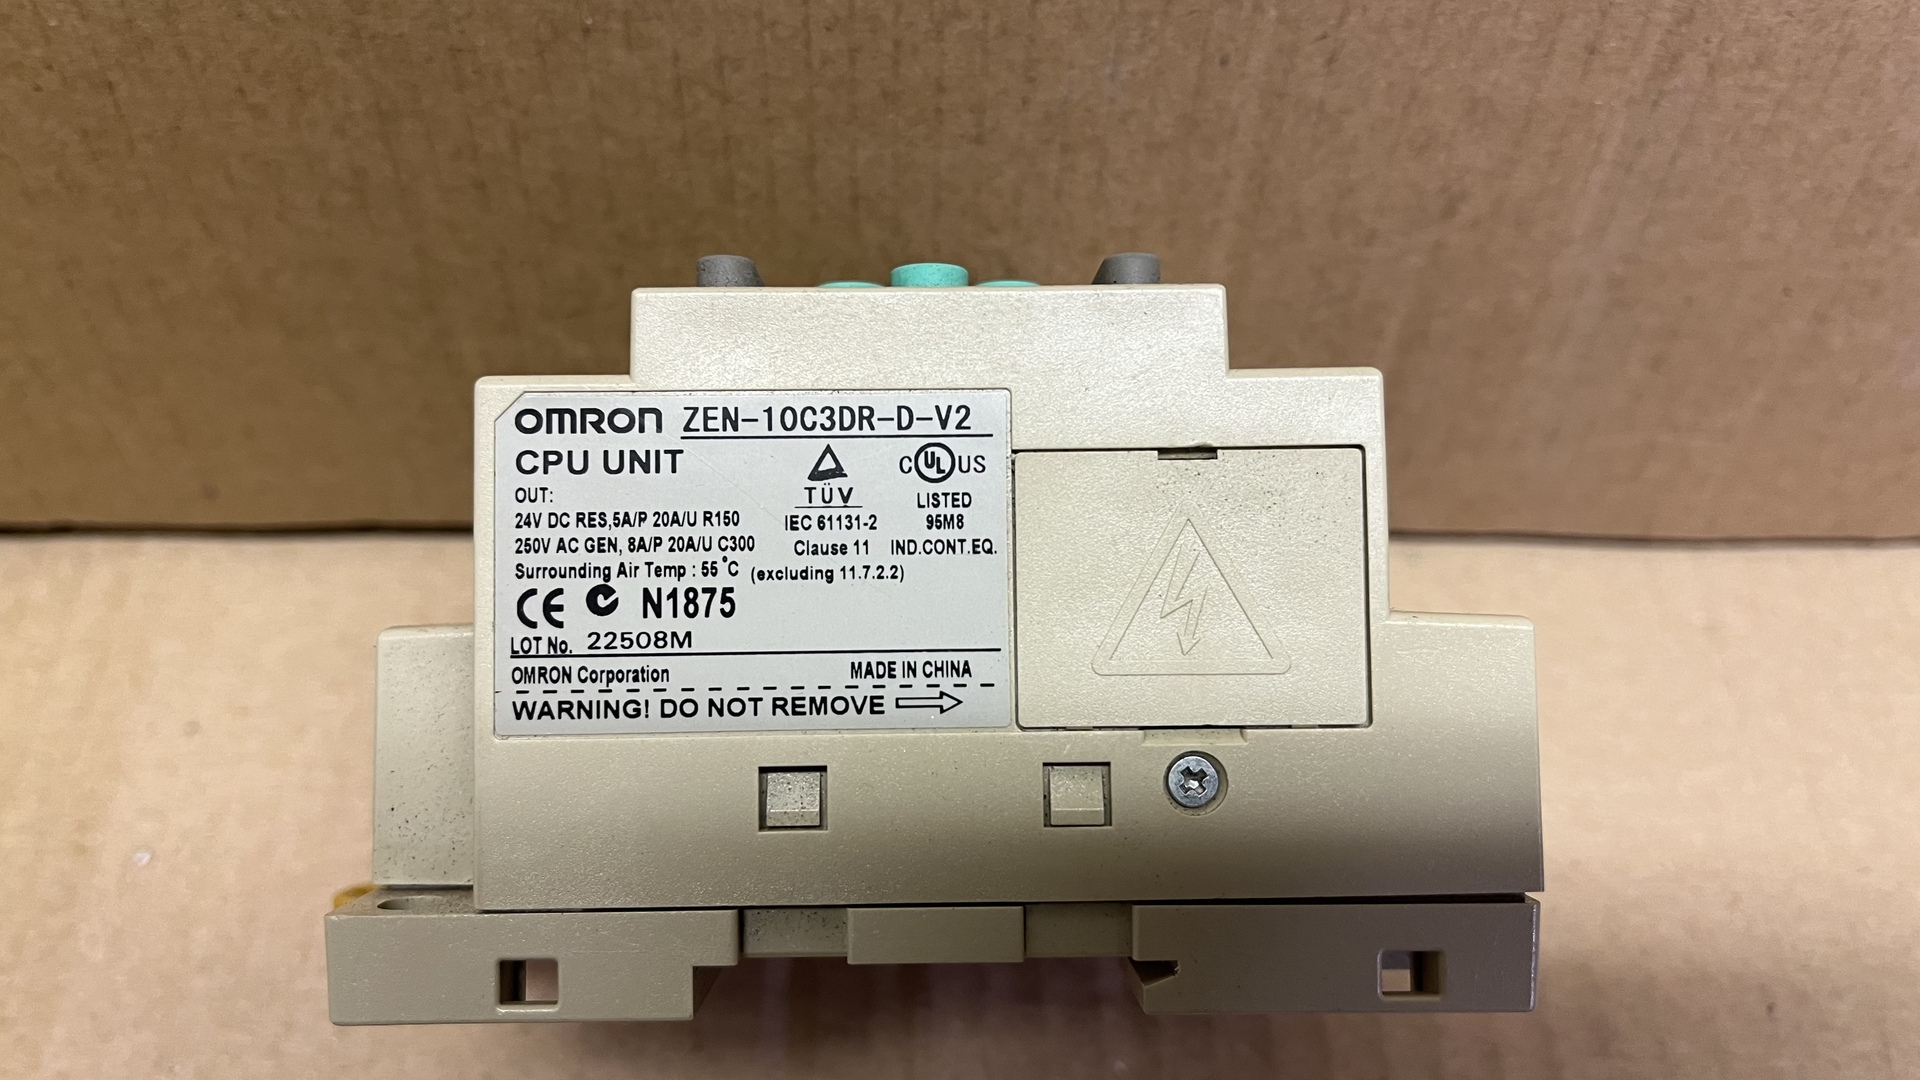 OMRON ZEN-10C3DR-D-V2
CPU UNIT
TÜV
C UL US
OUT:
LISTED
24V DC RES,5A/P 20A/U R150
IEC 61131-2
95M8
250V AC GEN, 8A/P 20A/U C300
Clause 11
IND.CONT.EQ.
Surrounding Air Temp : 55°C
(excluding 11.7.2.2)
CE N1875
LOT No. 22508M
OMRON Corporation
MADE IN CHINA
WARNING! DO NOT REMOVE